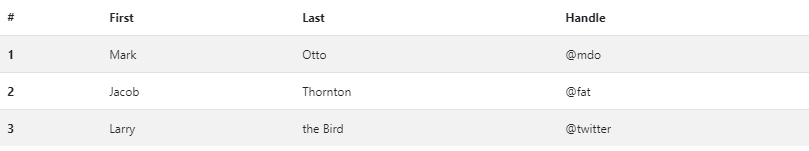 # First Last Handle
1 Mark Otto @mdo
2 Jacob Thornton @fat
3 Larry the Bird @twitter